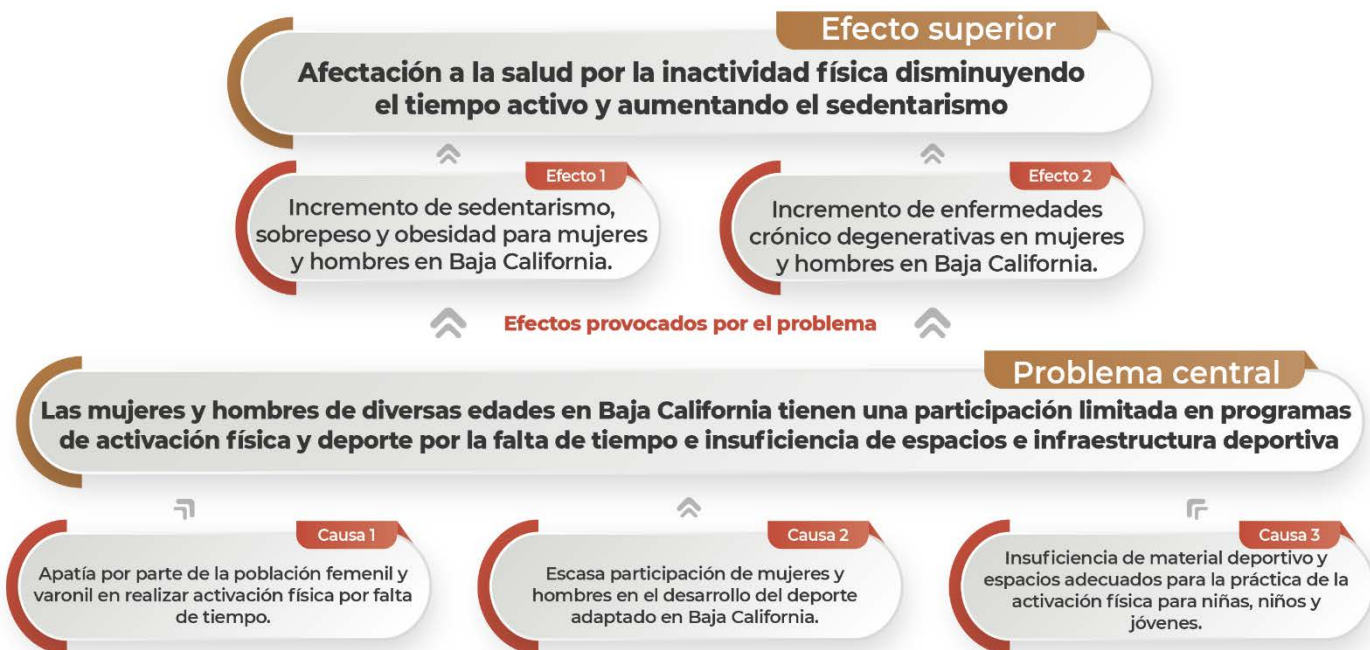 Efecto superior
Afectación a la salud por la inactividad física disminuyendo
el tiempo activo y aumentando el sedentarismo
Efecto 1
Incremento de sedentarismo,
sobrepeso y obesidad para mujeres
y hombres en Baja California.
Efecto 2
Incremento de enfermedades
crónico degenerativas en mujeres
y hombres en Baja California.
Efectos provocados por el problema
Problema central
Las mujeres y hombres de diversas edades en Baja California tienen una participación limitada en programas
de activación física y deporte por la falta de tiempo e insuficiencia de espacios e infraestructura deportiva
Causa 1
Apatía por parte de la población femenil y
varonil en realizar activación física por falta
de tiempo.
Causa 2
Escasa participación de mujeres y
hombres en el desarrollo del deporte
adaptado en Baja California.
Causa 3
Insuficiencia de material deportivo y
espacios adecuados para la práctica de la
activación física para niñas, niños y
jóvenes.